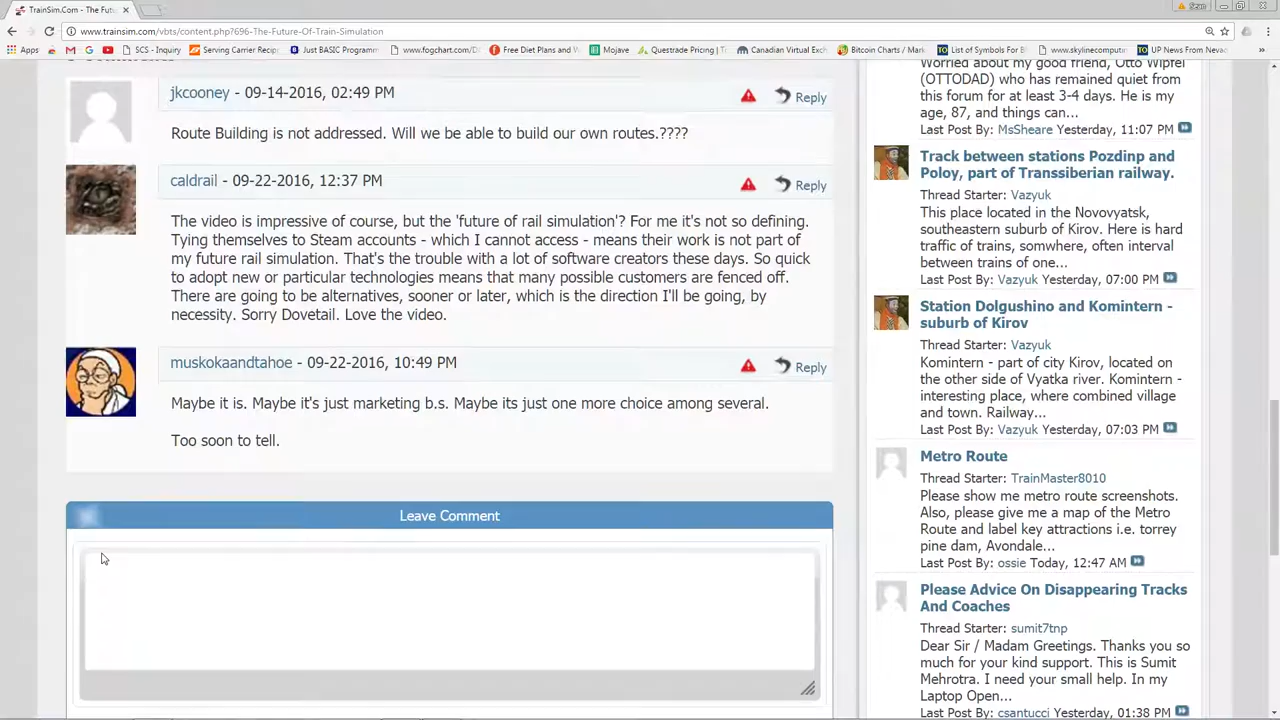 TrainSim.Com - The Futu
Sean
www.trainsim.com/vbts/content.php?696-The-Future-Of-Train-Simulation
Apps
SCS - Inquiry
Serving Carrier Recip
Just BASIC Programm
www.fogchart.com/D
Free Diet Plans and W
Mojave
Questrade Pricing | Tr
Canadian Virtual Exch
Bitcoin Charts / Mark
List of Symbols For B
www.skylinecomputin
UP News From Nevad
jkcooney - 09-14-2016, 02:49 PM
Reply
Route Building is not addressed. Will we be able to build our own routes.????
caldrail - 09-22-2016, 12:37 PM
Reply
The video is impressive of course, but the 'future of rail simulation'? For me it's not so defining.
Tying themselves to Steam accounts - which I cannot access - means their work is not part of
my future rail simulation. That's the trouble with a lot of software creators these days. So quick
to adopt new or particular technologies means that many possible customers are fenced off.
There are going to be alternatives, sooner or later, which is the direction I'll be going, by
necessity. Sorry Dovetail. Love the video.
muskokaandtahoe - 09-22-2016, 10:49 PM
Reply
Maybe it is. Maybe it's just marketing b.s. Maybe its just one more choice among several.
Too soon to tell.
Leave Comment
Worried about my good friend, Otto Wipfel
(OTTODAD) who has remained quiet from
this forum for at least 3-4 days. He is my
age, 87, and things can...
Last Post By: MsSheare Yesterday, 11:07 PM
Track between stations Pozdinp and
Poloy, part of Transsiberian railway.
Thread Starter: Vazyuk
This place located in the Novovyatsk,
southeastern suburb of Kirov. Here is hard
traffic of trains, somwhere, often interval
between trains of one...
Last Post By: Vazyuk Yesterday, 07:00 PM
Station Dolgushino and Komintern -
suburb of Kirov
Thread Starter: Vazyuk
Komintern - part of city Kirov, located on
the other side of Vyatka river. Komintern -
interesting place, where combined village
and town. Railway...
Last Post By: Vazyuk Yesterday, 07:03 PM
Metro Route
Thread Starter: TrainMaster8010
Please show me metro route screenshots.
Also, please give me a map of the Metro
Route and label key attractions i.e. torrey
pine dam, Avondale...
Last Post By: ossie Today, 12:47 AM
Please Advice On Disappearing Tracks
And Coaches
Thread Starter: sumit7tnp
Dear Sir / Madam Greetings. Thanks you so
much for your kind support. This is Sumit
Mehrotra. I need your small help. In my
Laptop Open...
Last Post By: csantucci Yesterday, 01:38 PM